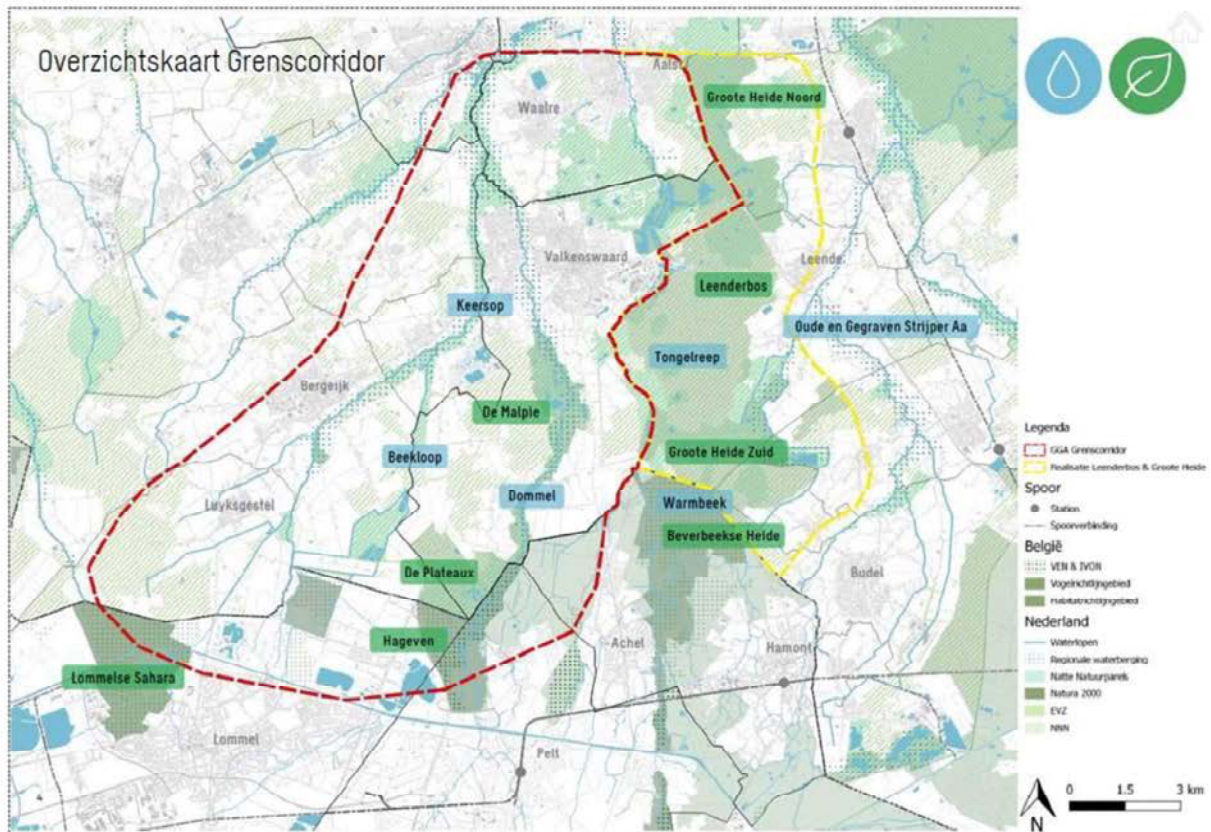 Overzichtskaart Grenscorridor
Aalst
Waalre
Groote Heide Noord
Valkenswaard
Leende
Leenderbos
Keersop
Oude en Gegraven Strijper Aa
Tongelreep
Bergeijk
De Malpie
Groote Heide Zuid
Beekloop
Dommel
Warmbeek
Luyksgestel
Beverbeekse Heide
De Plateaux
Budel
Hageven
Achel
Hamont
Lommelse Sahara
Lommel
Pelt
Legenda
GGA Grenscorridor
Realisatie Leenderbos & Groote Heide
Spoor
Station
Spoorverbinding
België
VEN & IVON
Vogelrichtlijngebied
Habitatrichtlijngebied
Nederland
Waterlopen
Regionale waterberging
Natte Natuurparels
Natura 2000
EVZ
NNN
N
0 1.5 3 km